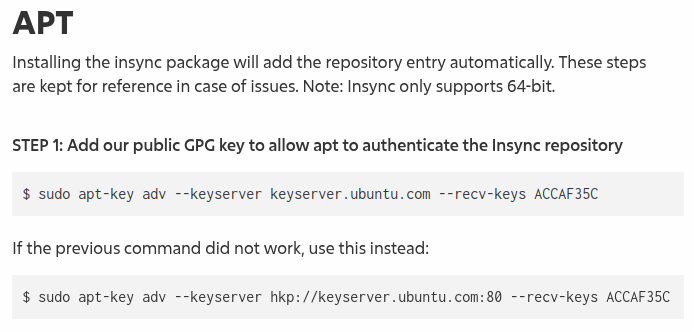 APT
Installing the insync package will add the repository entry automatically. These steps
are kept for reference in case of issues. Note: Insync only supports 64-bit.
STEP 1: Add our public GPG key to allow apt to authenticate the Insync repository
$ sudo apt-key adv --keyserver keyserver.ubuntu.com --recv-keys ACCAF35C
If the previous command did not work, use this instead:
$ sudo apt-key adv --keyserver hkp://keyserver.ubuntu.com:80 --recv-keys ACCAF35C